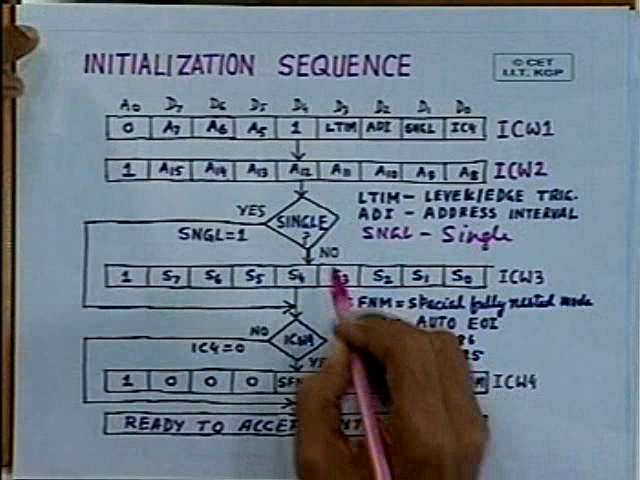 INITIALIZATION SEQUENCE
© CET
I.I.T. KGP
A0 D7 D6 D5 D4 D3 D2 D1 D0
0 A7 A6 A5 1 LTIM ADI SNGL IC4 ICW1
1 A15 A14 A13 A12 A11 A10 A9 A8 ICW2
LTIM - LEVEL/EDGE TRIG.
ADI - ADDRESS INTERVAL
SNGL - Single
YES
SINGLE
?
SNGL=1
NO
1 S7 S6 S5 S4 S3 S2 S1 S0 ICW3
SFNM = Special fully nested mode
AUTO EOI
NO
ICW4
IC4=0
YES
1 0 0 0 ICW4
READY TO